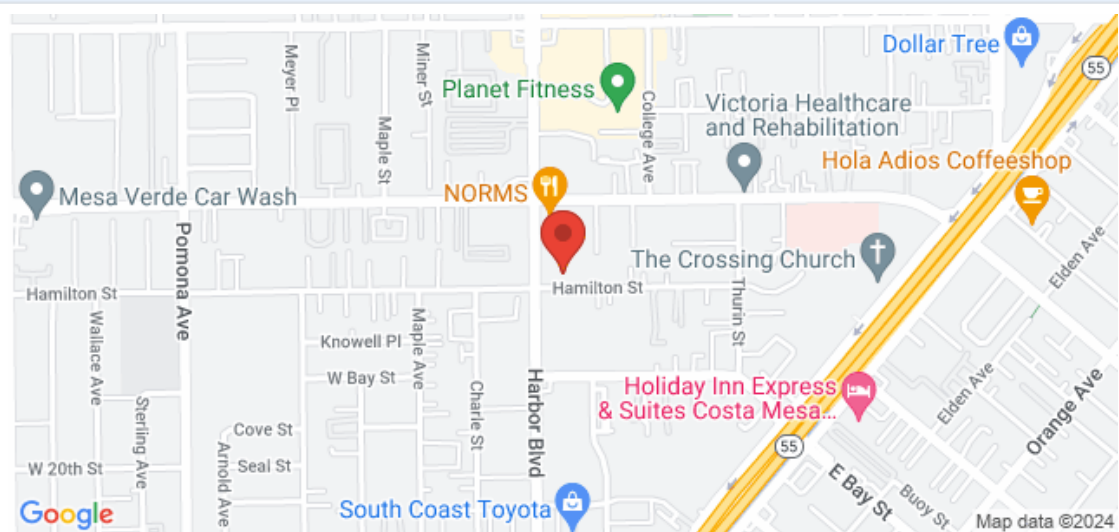 Dollar Tree
55
Meyer Pl
Miner St
Planet Fitness
College Ave
Victoria Healthcare
and Rehabilitation
Maple St
Hola Adios Coffeeshop
Mesa Verde Car Wash
NORMS
Pomona Ave
The Crossing Church
Elden Ave
Hamilton St
Hamilton St
Thurin St
Wallace Ave
Maple Ave
Knowell Pl
W Bay St
Harbor Blvd
Charle St
Holiday Inn Express
& Suites Costa Mesa...
Elden Ave
Orange Ave
Sterling Ave
Arnold Ave
Cove St
Seal St
W 20th St
55
E Bay St
Buoy St
South Coast Toyota
Google
Map data ©2024